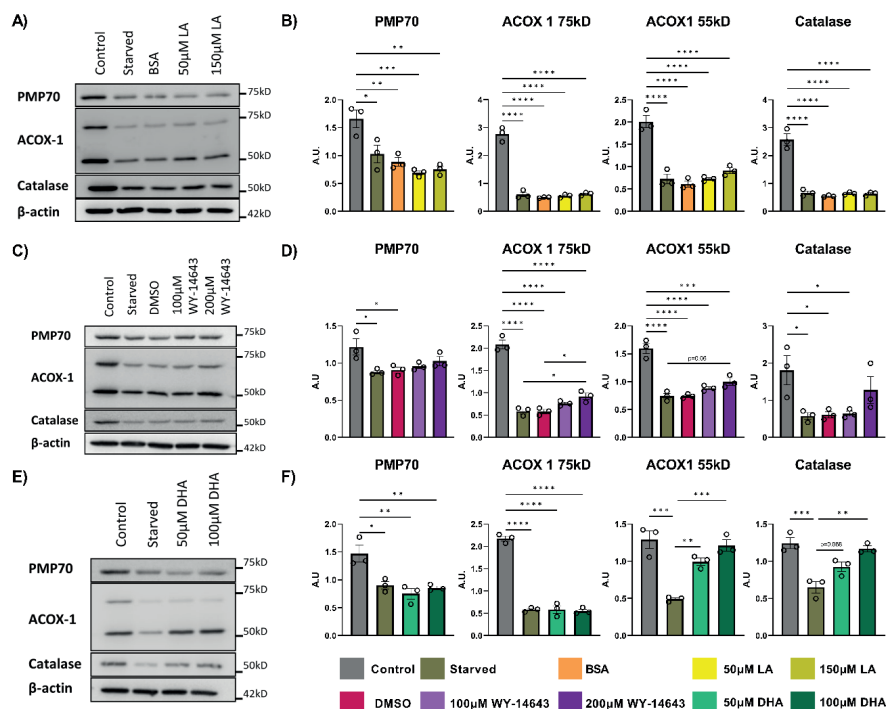 A)
Control
Starved
BSA
50μM LA
150μM LA
PMP70
75kD
ACOX-1
50kD
Catalase
50kD
β-actin
42kD
B)
PMP70
ACOX 1 75kD
ACOX1 55kD
Catalase
A.U.
2.0
1.5
1.0
0.5
0.0
* *
* * *
* *
*
A.U.
4
3
2
1
0
* * * *
* * * *
* * * *
* * * *
A.U.
2.5
2.0
1.5
1.0
0.5
0.0
* * * *
* * * *
* * * *
* * * *
A.U.
4
3
2
1
0
* * * *
* * * *
* * * *
* * * *
C)
Control
Starved
DMSO
100μM
WY-14643
200μM
WY-14643
PMP70
75kD
ACOX-1
50kD
Catalase
50kD
β-actin
42kD
D)
PMP70
ACOX 1 75kD
ACOX1 55kD
Catalase
A.U
1.5
1.0
0.5
0.0
*
*
A.U.
2.5
2.0
1.5
1.0
0.5
0.0
* * * *
* * * *
* * * *
* * * *
*
*
A.U
2.0
1.5
1.0
0.5
0.0
* * *
* * * *
* * * *
* * * *
p=0.06
A.U
3
2
1
0
*
*
*
E)
Control
Starved
50μM DHA
100μM DHA
PMP70
75kD
ACOX-1
50kD
Catalase
50kD
β-actin
42kD
F)
PMP70
ACOX 1 75kD
ACOX1 55kD
Catalase
A.U
2.0
1.5
1.0
0.5
0.0
* *
* *
*
A.U.
2.5
2.0
1.5
1.0
0.5
0.0
* * * *
* * * *
* * * *
A.U
1.5
1.0
0.5
0.0
* * *
* * *
* *
A.U
1.5
1.0
0.5
0.0
* * *
* *
Control
Starved
BSA
50μM LA
150μM LA
DMSO
100μM WY-14643
200μM WY-14643
50μM DHA
100μM DHA